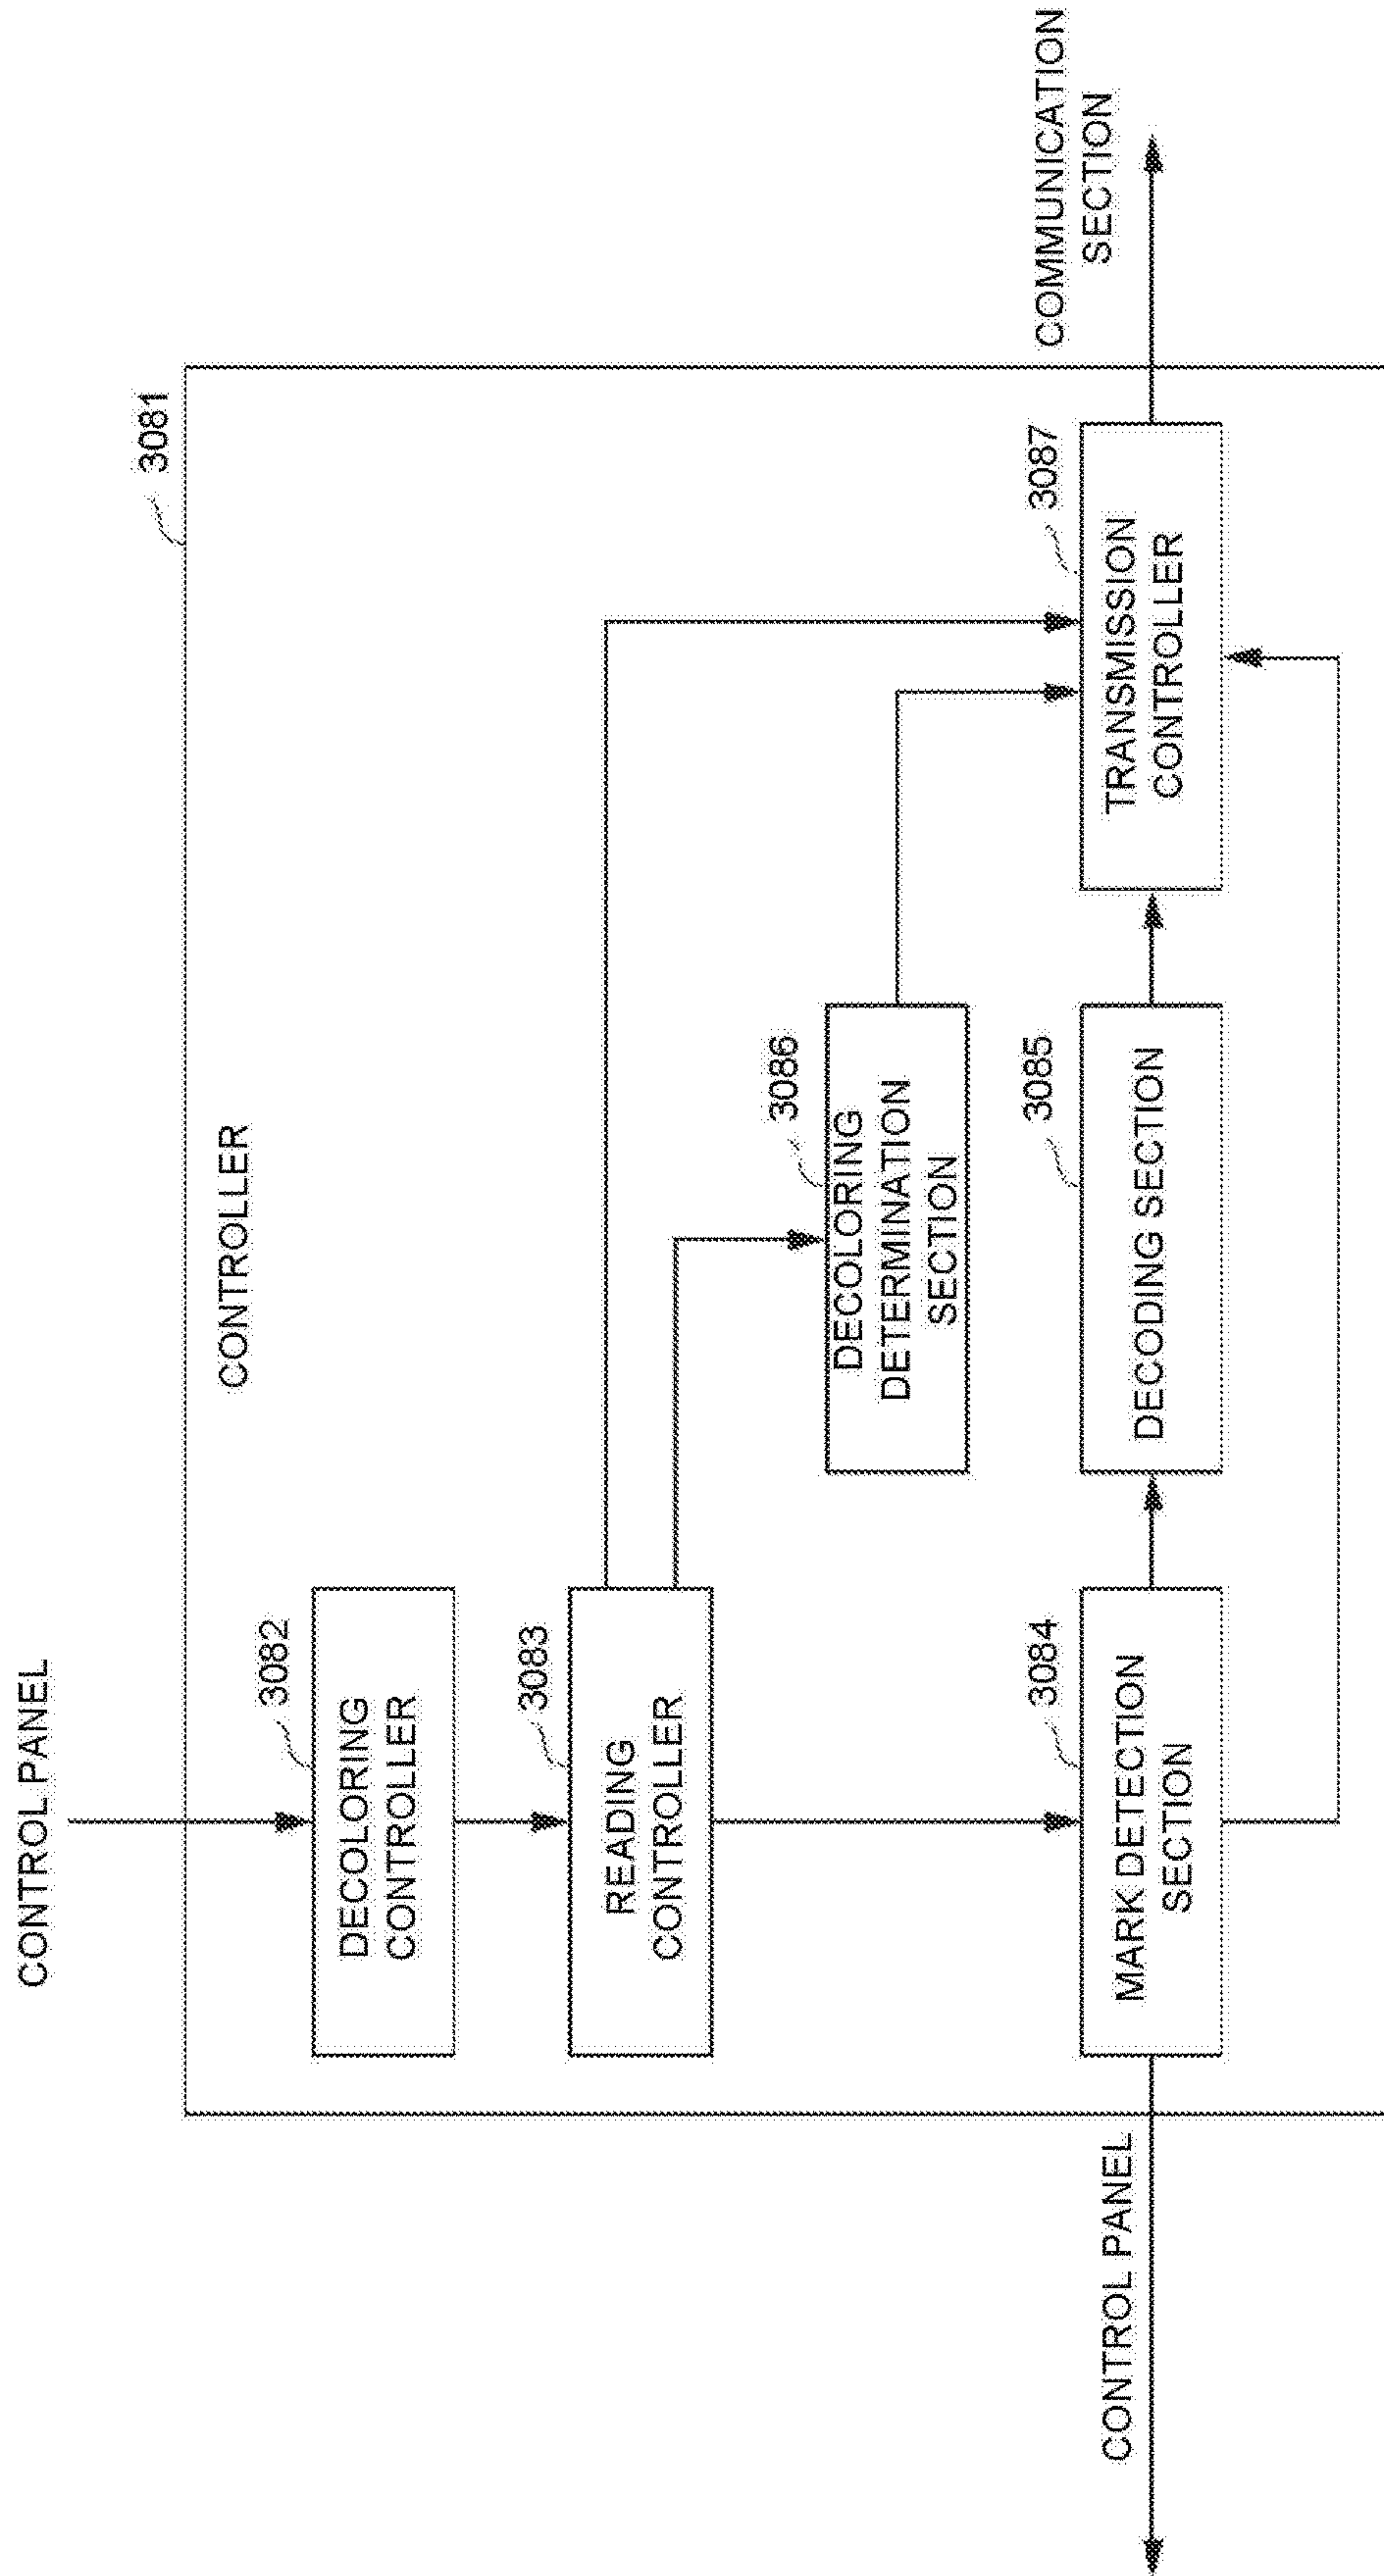 CONTROL PANEL
3081
CONTROLLER
3082
DECOLORING
CONTROLLER
3083
READING
CONTROLLER
3086
DECOLORING
DETERMINATION
SECTION
3084
MARK DETECTION
SECTION
3085
DECODING SECTION
3087
TRANSMISSION
CONTROLLER
COMMUNICATION
SECTION
CONTROL PANEL